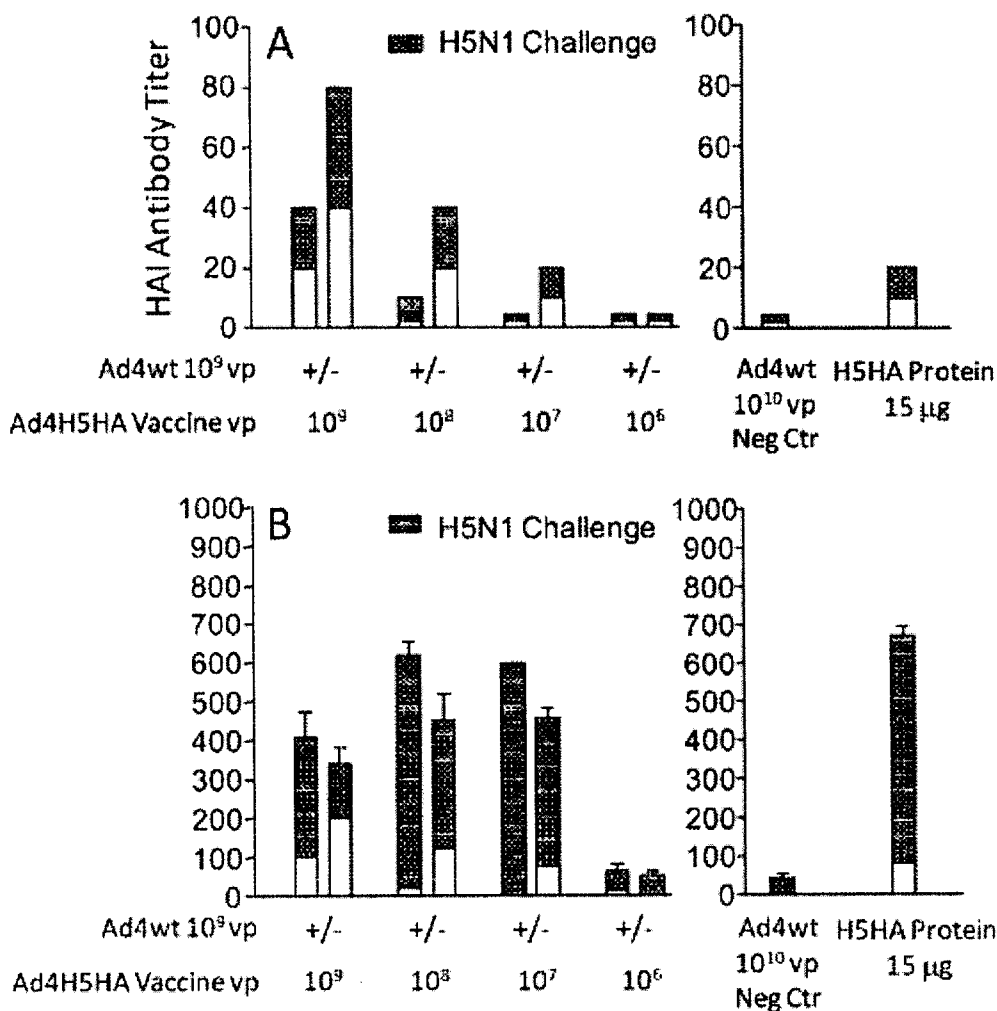 A
H5N1 Challenge
HAI Antibody Titer
100
80
60
40
20
0
100
80
60
40
20
0
Ad4wt 10⁹ vp
+/-
+/-
+/-
+/-
Ad4H5HA Vaccine vp
10⁹
10⁸
10⁷
10⁶
Ad4wt
10¹⁰ vp
Neg Ctr
H5HA Protein
15 µg
B
H5N1 Challenge
1000
900
800
700
600
500
400
300
200
100
0
1000
900
800
700
600
500
400
300
200
100
0
Ad4wt 10⁹ vp
+/-
+/-
+/-
+/-
Ad4H5HA Vaccine vp
10⁹
10⁸
10⁷
10⁶
Ad4wt
10¹⁰ vp
Neg Ctr
H5HA Protein
15 µg